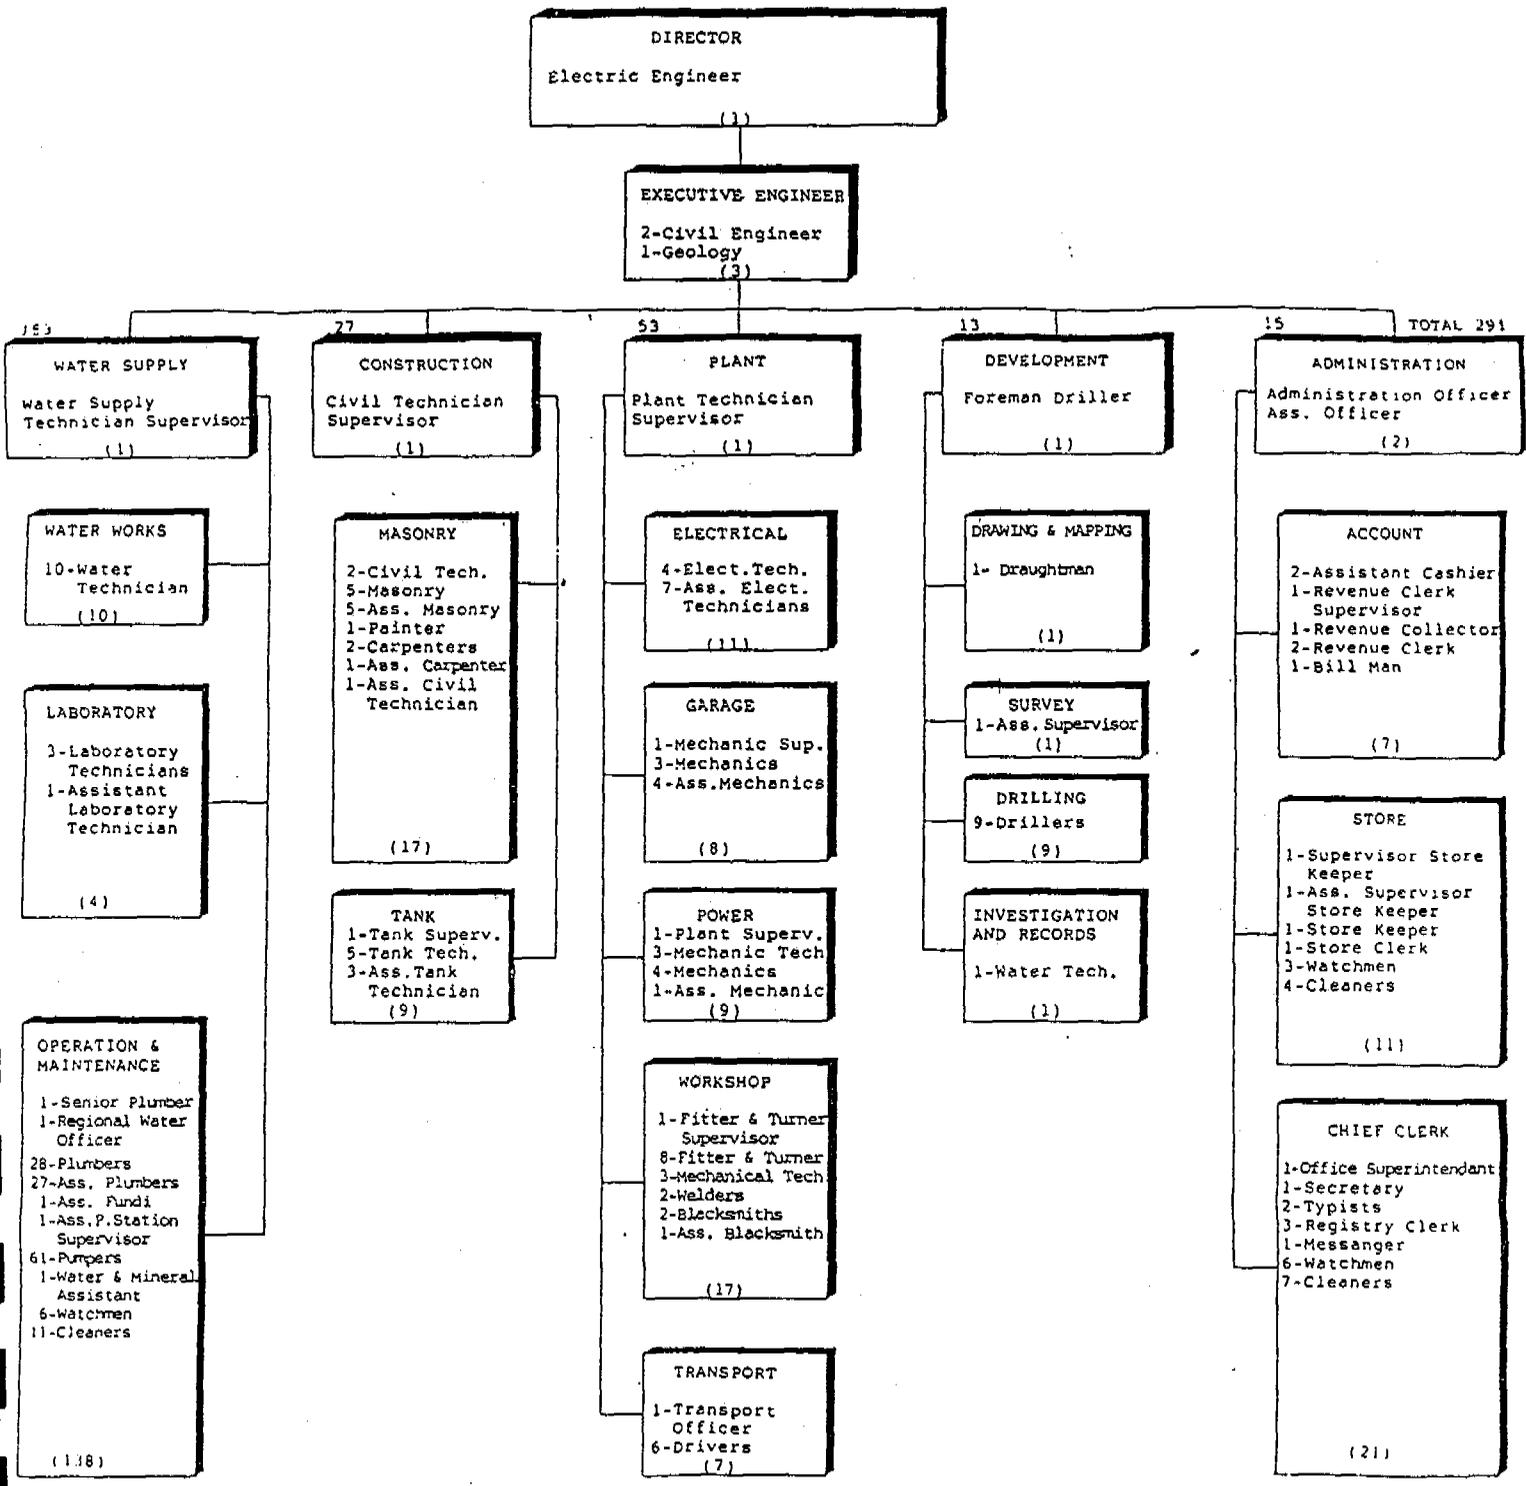 DIRECTOR
Electric Engineer
(1)
EXECUTIVE ENGINEER
2-Civil Engineer
1-Geology
(3)
27
53
13
15
TOTAL 291
WATER SUPPLY
Water Supply
Technician Supervisor
(1)
WATER WORKS
10-Water
Technician
(10)
LABORATORY
3-Laboratory
Technicians
1-Assistant
Laboratory
Technician
(4)
OPERATION &
MAINTENANCE
1-Senior Plumber
1-Regional Water
Officer
28-Plumbers
27-Ass. Plumbers
1-Ass. Fundi
1-Ass.P.Station
Supervisor
61-Pumpers
1-Water & Mineral
Assistant
6-Watchmen
11-Cleaners
(138)
CONSTRUCTION
Civil Technician
Supervisor
(1)
MASONRY
2-Civil Tech.
5-Masonry
5-Ass. Masonry
1-Painter
2-Carpenters
1-Ass. Carpenter
1-Ass. Civil
Technician
(17)
TANK
1-Tank Superv.
5-Tank Tech.
3-Ass.Tank
Technician
(9)
PLANT
Plant Technician
Supervisor
(1)
ELECTRICAL
4-Elect.Tech.
7-Ass. Elect.
Technicians
(11)
GARAGE
1-Mechanic Sup.
3-Mechanics
4-Ass.Mechanics
(8)
POWER
1-Plant Superv.
3-Mechanic Tech
4-Mechanics
1-Ass. Mechanic
(9)
WORKSHOP
1-Fitter & Turner
Supervisor
8-Fitter & Turner
3-Mechanical Tech
2-Welders
2-Blacksmiths
1-Ass. Blacksmith
(17)
TRANSPORT
1-Transport
Officer
6-Drivers
(7)
DEVELOPMENT
Foreman Driller
(1)
DRAWING & MAPPING
1- Draughtman
(1)
SURVEY
1-Ass.Supervisor
(1)
DRILLING
9-Drillers
(9)
INVESTIGATION
AND RECORDS
1-Water Tech.
(1)
ADMINISTRATION
Administration Officer
Ass. Officer
(2)
ACCOUNT
2-Assistant Cashier
1-Revenue Clerk
Supervisor
1-Revenue Collector
2-Revenue Clerk
1-Bill Man
(7)
STORE
1-Supervisor Store
Keeper
1-Ass. Supervisor
Store Keeper
1-Store Keeper
1-Store Clerk
3-Watchmen
4-Cleaners
(11)
CHIEF CLERK
1-Office Superintendant
1-Secretary
2-Typists
3-Registry Clerk
1-Messanger
6-Watchmen
7-Cleaners
(21)